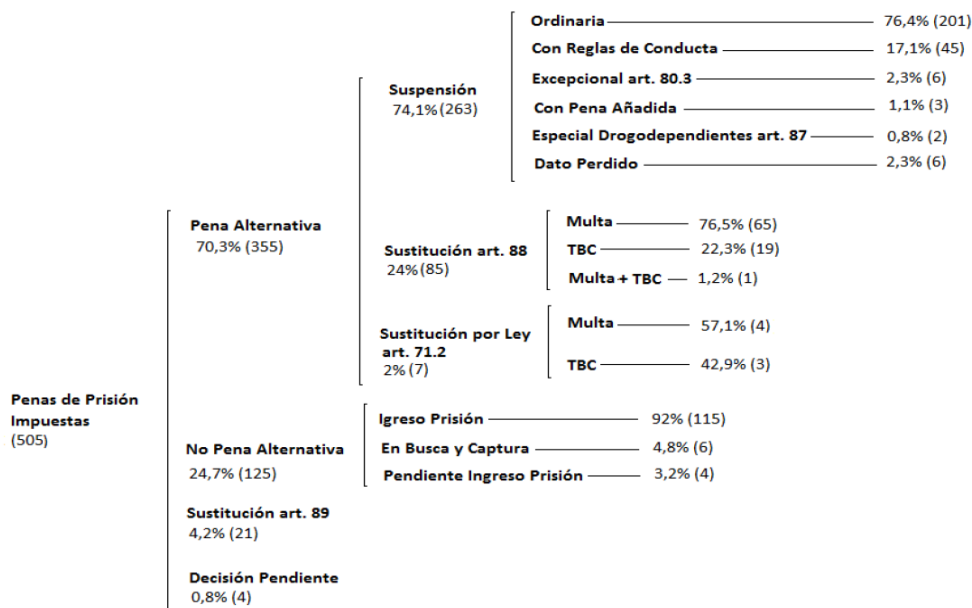 Ordinaria 76,4% (201)
Con Reglas de Conducta 17,1% (45)
Excepcional art. 80.3 2,3% (6)
Suspensión
74,1% (263)
Con Pena Añadida 1,1% (3)
Especial Drogodependientes art. 87 0,8% (2)
Dato Perdido 2,3% (6)
Pena Alternativa
70,3% (355)
Multa 76,5% (65)
Sustitución art. 88
24% (85)
TBC 22,3% (19)
Multa + TBC 1,2% (1)
Sustitución por Ley
art. 71.2
2% (7)
Multa 57,1% (4)
TBC 42,9% (3)
Penas de Prisión
Impuestas
(505)
No Pena Alternativa
24,7% (125)
Igreso Prisión 92% (115)
En Busca y Captura 4,8% (6)
Pendiente Ingreso Prisión 3,2% (4)
Sustitución art. 89
4,2% (21)
Decisión Pendiente
0,8% (4)